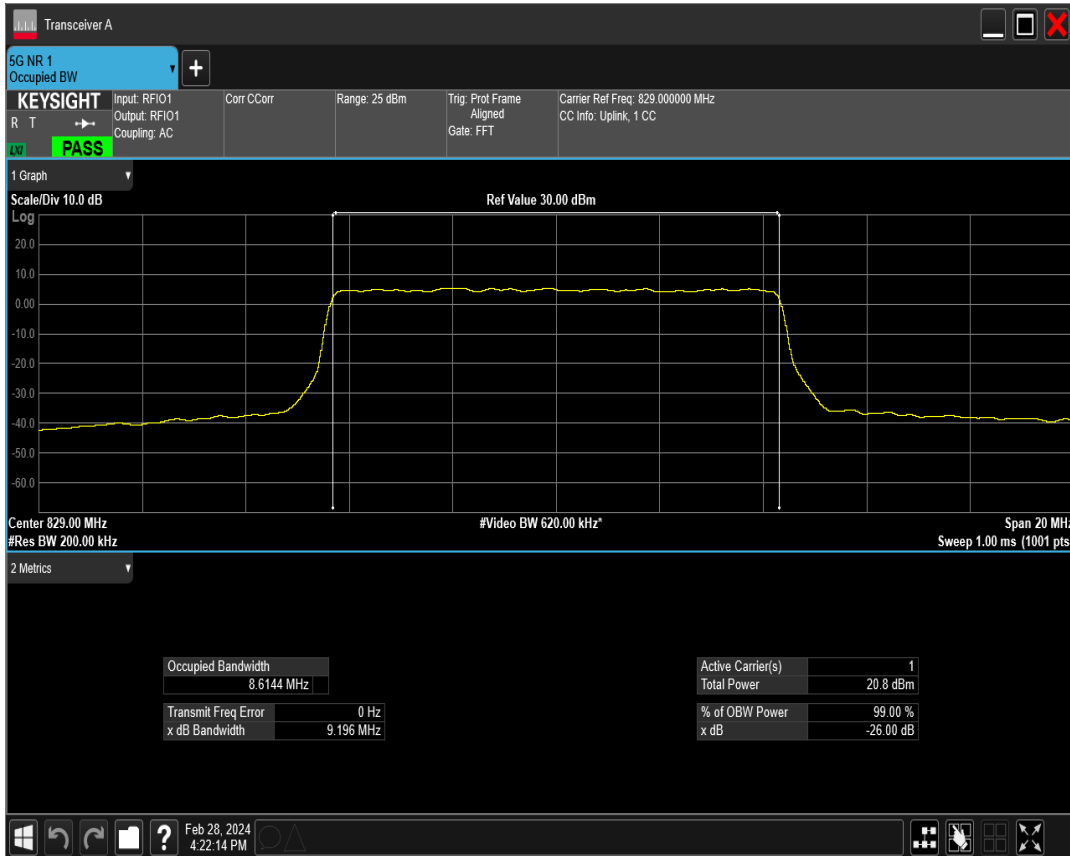 Transceiver A
5G NR 1
Occupied BW
KEYSIGHT
R T
LXI
PASS
Input: RFIO1
Output: RFIO1
Coupling: AC
Corr CCorr
Range: 25 dBm
Trig: Prot Frame
Aligned
Gate: FFT
Carrier Ref Freq: 829.000000 MHz
CC Info: Uplink, 1 CC
1 Graph
Scale/Div 10.0 dB
Ref Value 30.00 dBm
Log
20.0
10.0
0.00
-10.0
-20.0
-30.0
-40.0
-50.0
-60.0
Center 829.00 MHz
#Video BW 620.00 kHz*
Span 20 MHz
#Res BW 200.00 kHz
Sweep 1.00 ms (1001 pts
2 Metrics
Occupied Bandwidth
8.6144 MHz
Transmit Freq Error 0 Hz
x dB Bandwidth 9.196 MHz
Active Carrier(s) 1
Total Power 20.8 dBm
% of OBW Power 99.00 %
x dB -26.00 dB
?
Feb 28, 2024
4:22:14 PM